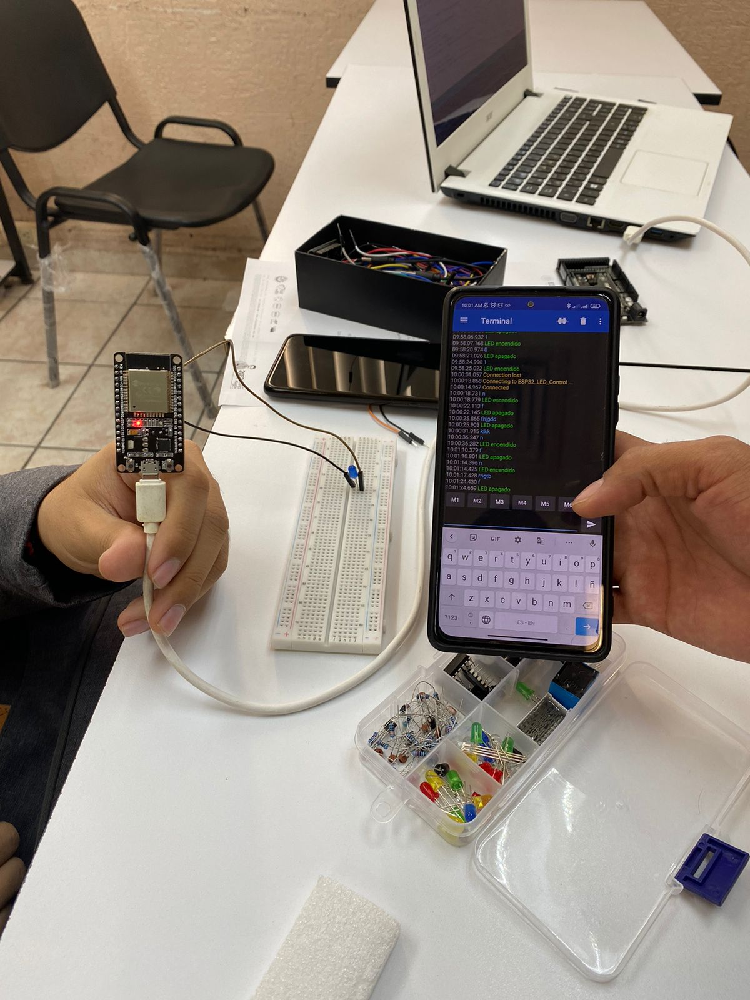 10:01 AM
Terminal
LED apagado
09:58:06.932 1
09:58:07.168 LED encendido
09:58:20.974 0
09:58:21.026 LED apagado
09:58:24.990 1
09:58:25.022 LED encendido
10:00:01.057 Connection lost
10:00:13.868 Connecting to ESP32_LED_Control ...
10:00:14.967 Connected
10:00:18.731 n
10:00:18.779 LED encendido
10:00:22.113 f
10:00:22.145 LED apagado
10:00:25.865 fhjgdd
10:00:25.903 LED apagado
10:00:31.915 kikk
10:00:36.247 n
10:00:36.282 LED encendido
10:01:10.379 f
10:01:10.801 LED apagado
10:01:14.396 n
10:01:14.425 LED encendido
10:01:17.428 rrigtb
10:01:24.430 f
10:01:24.659 LED apagado
M1 M2 M3 M4 M5 M6
GIF
q w e r t y u i o p
a s d f g h j k l ñ
z x c v b n m
?123 , ES • EN .